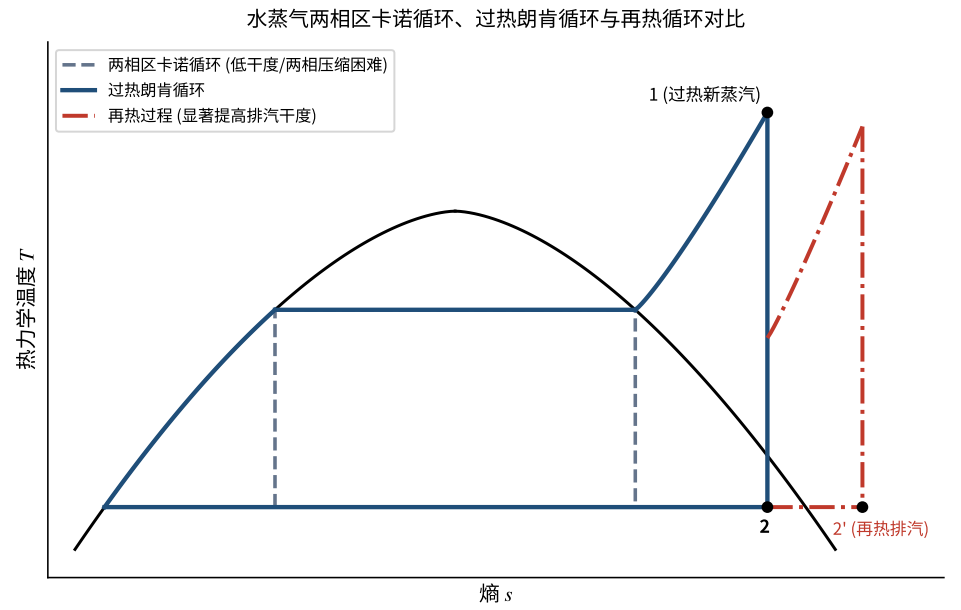 水蒸气两相区卡诺循环、过热朗肯循环与再热循环对比
两相区卡诺循环 (低干度/两相压缩困难)
过热朗肯循环
再热过程 (显著提高排汽干度)
1 (过热新蒸汽)
热力学温度 T
2
2' (再热排汽)
熵 s